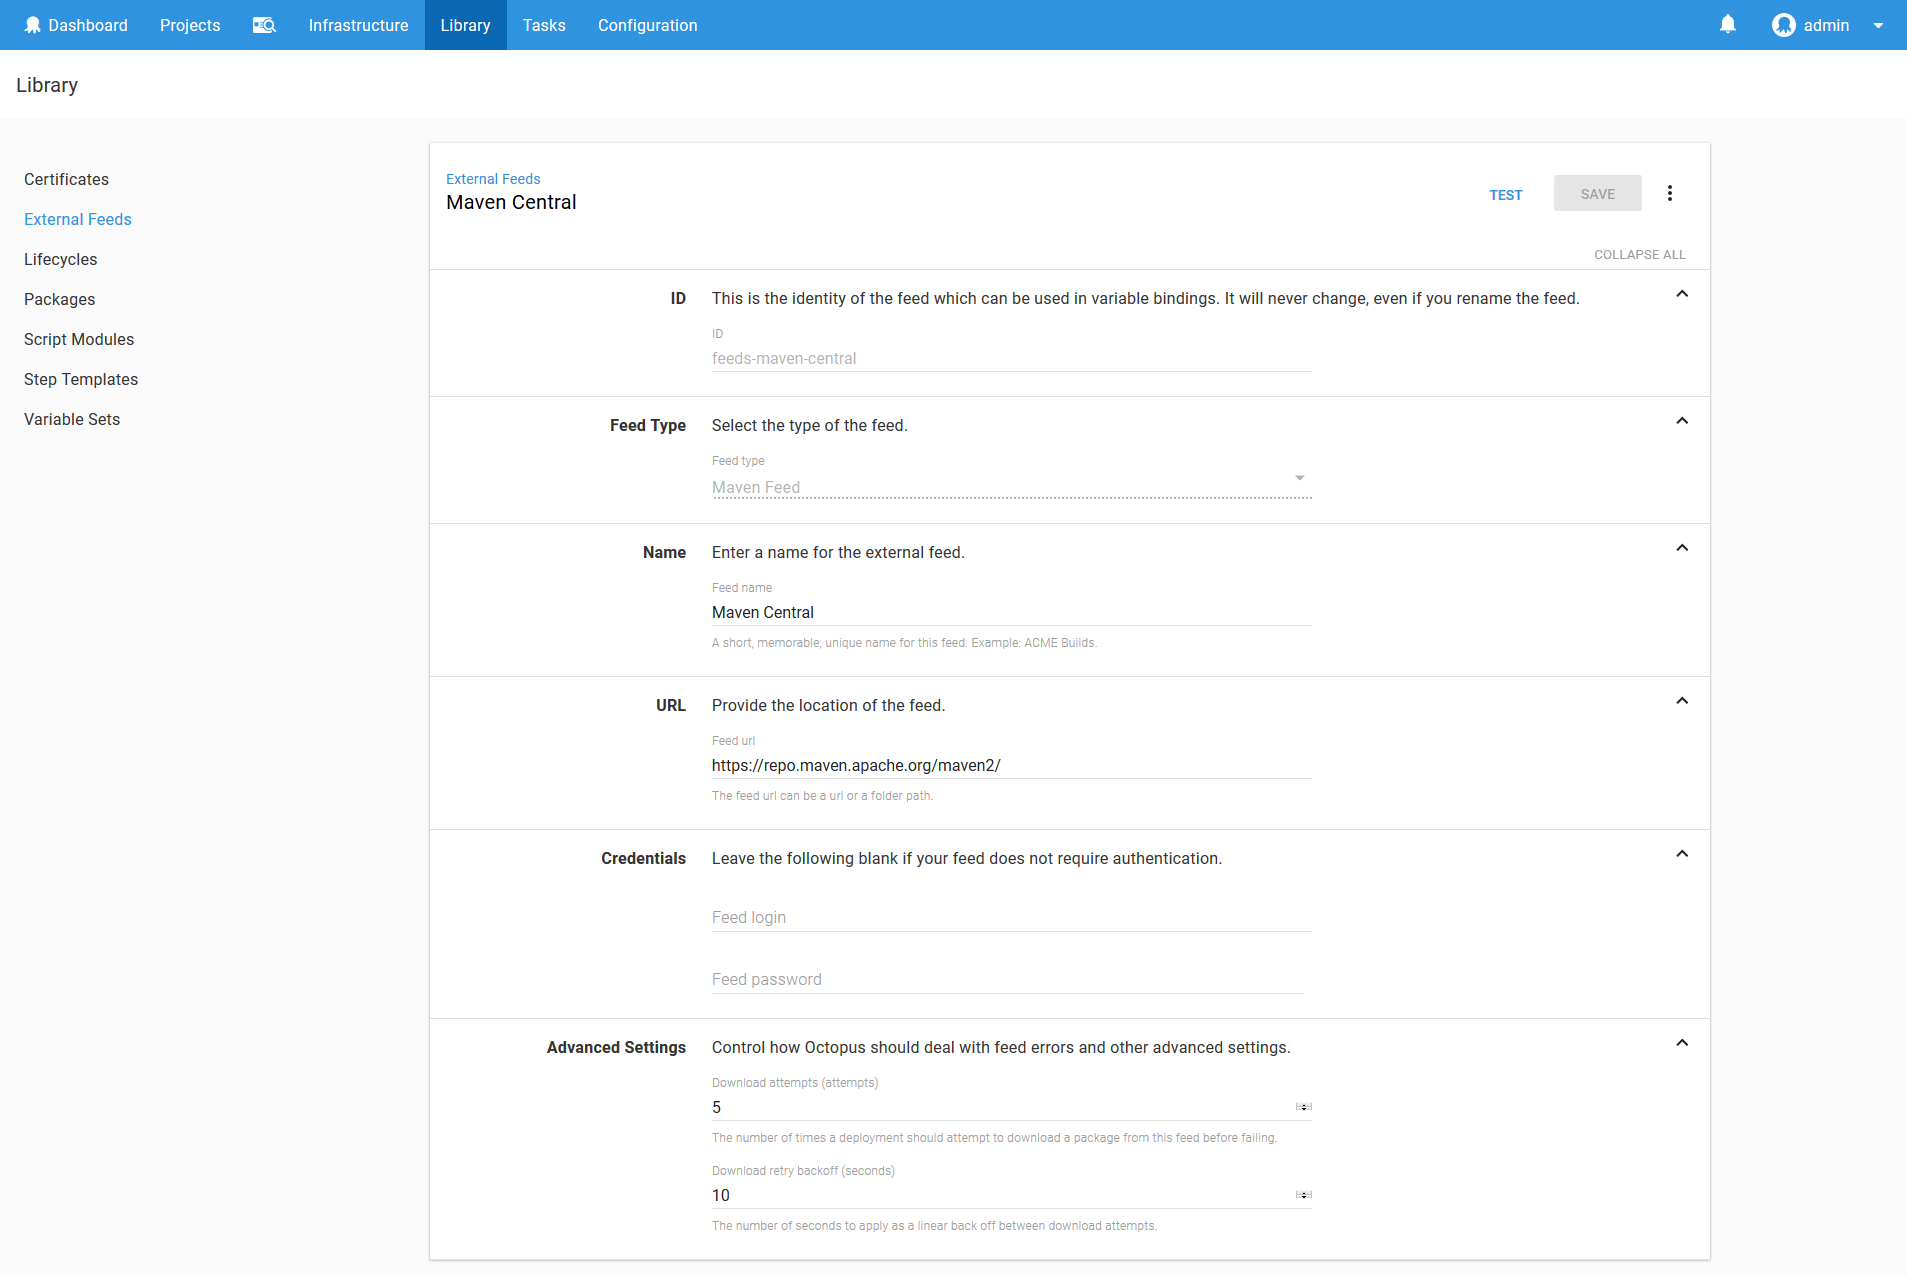 Dashboard Projects Infrastructure Library Tasks Configuration admin
Library
Certificates
External Feeds
Lifecycles
Packages
Script Modules
Step Templates
Variable Sets
External Feeds
Maven Central
TEST SAVE
COLLAPSE ALL
ID This is the identity of the feed which can be used in variable bindings. It will never change, even if you rename the feed.
ID
feeds-maven-central
Feed Type Select the type of the feed.
Feed type
Maven Feed
Name Enter a name for the external feed.
Feed name
Maven Central
A short, memorable, unique name for this feed. Example: ACME Builds.
URL Provide the location of the feed.
Feed url
https://repo.maven.apache.org/maven2/
The feed url can be a url or a folder path.
Credentials Leave the following blank if your feed does not require authentication.
Feed login
Feed password
Advanced Settings Control how Octopus should deal with feed errors and other advanced settings.
Download attempts (attempts)
5
The number of times a deployment should attempt to download a package from this feed before failing.
Download retry backoff (seconds)
10
The number of seconds to apply as a linear back off between download attempts.